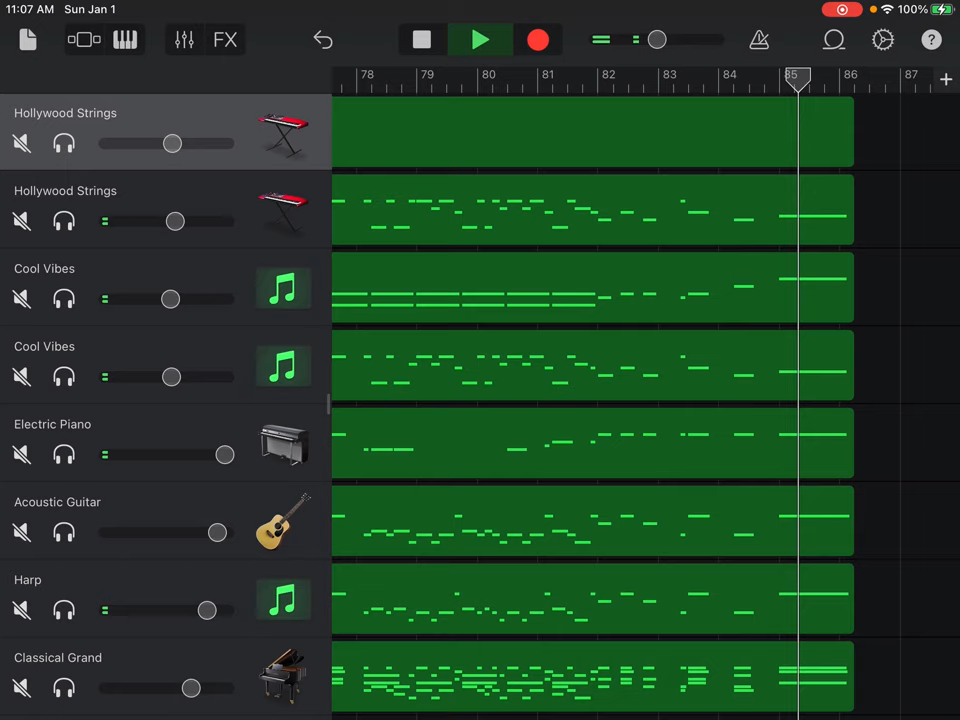 11:07 AM Sun Jan 1 100%
FX ?
78 79 80 81 82 83 84 85 86 87 +
Hollywood Strings
Hollywood Strings
Cool Vibes
Cool Vibes
Electric Piano
Acoustic Guitar
Harp
Classical Grand